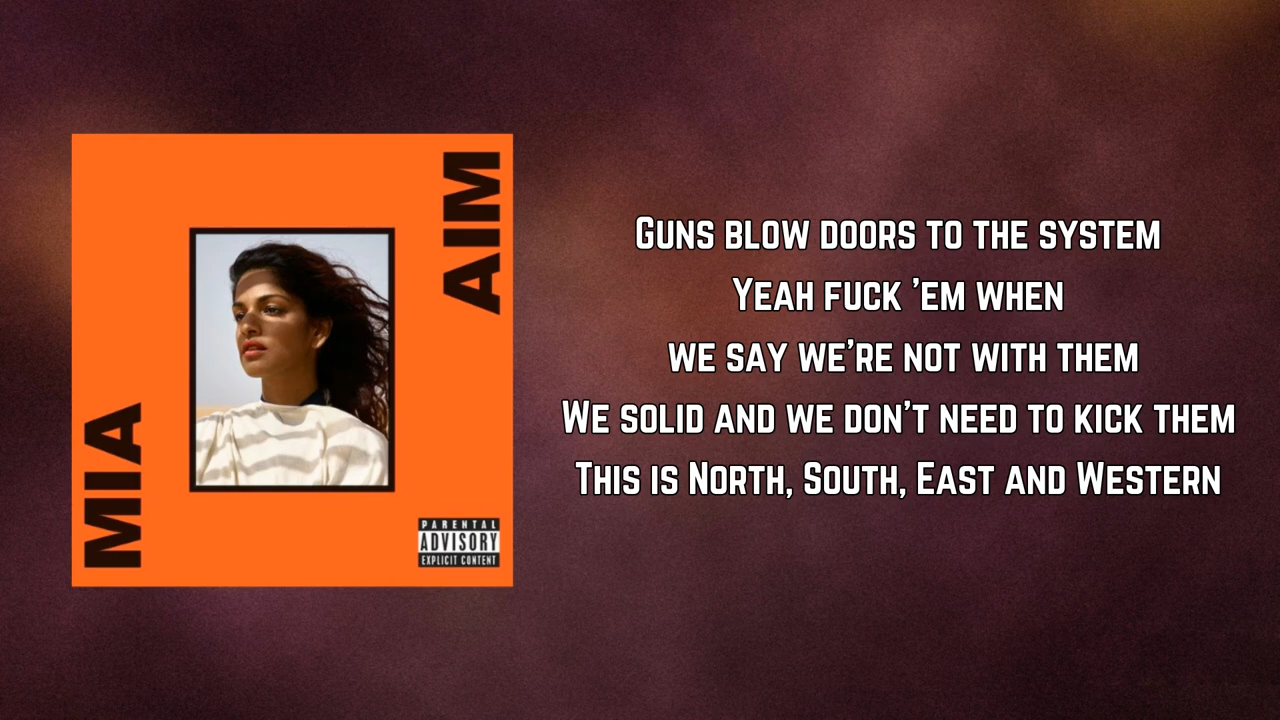 MIA
AIM
PARENTAL
ADVISORY
EXPLICIT CONTENT
Guns blow doors to the system
Yeah fuck 'em when
we say we're not with them
We solid and we don't need to kick them
This is North, South, East and Western